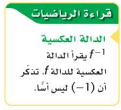 قراءة الرياضيات
الدالة العكسية
f⁻¹ يقرأ الدالة
العكسية للدالة f. تذكر
أن (1−) ليس أسًّا.